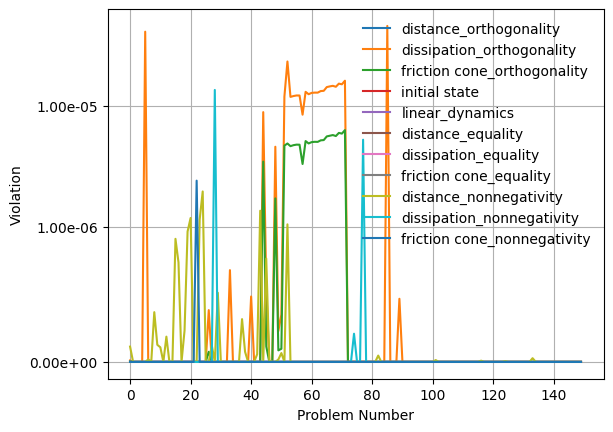 distance_orthogonality
dissipation_orthogonality
friction cone_orthogonality
initial state
linear_dynamics
distance_equality
dissipation_equality
friction cone_equality
distance_nonnegativity
dissipation_nonnegativity
friction cone_nonnegativity
1.00e-05
1.00e-06
0.00e+00
Violation
0 20 40 60 80 100 120 140
Problem Number